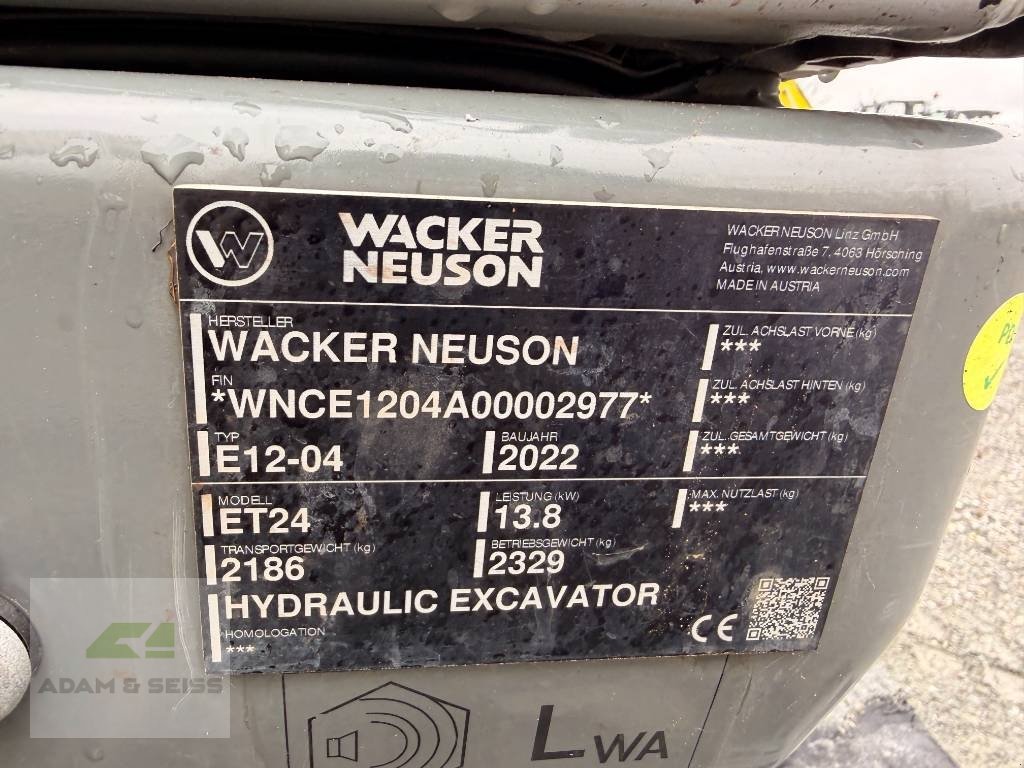 W
WACKER
NEUSON
WACKER NEUSON Linz GmbH
Flughafenstraße 7, 4063 Hörsching
Austria, www.wackerneuson.com
MADE IN AUSTRIA
HERSTELLER
WACKER NEUSON
ZUL. ACHSLAST VORNE (kg)
***
FIN
*WNCE1204A00002977*
ZUL. ACHSLAST HINTEN (kg)
***
TYP
E12-04
BAUJAHR
2022
ZUL. GESAMTGEWICHT (kg)
***
MODELL
ET24
LEISTUNG (kW)
13.8
MAX. NUTZLAST (kg)
***
TRANSPORTGEWICHT (kg)
2186
BETRIEBSGEWICHT (kg)
2329
HYDRAULIC EXCAVATOR
HOMOLOGATION
***
CE
ADAM & SEISS
LWA